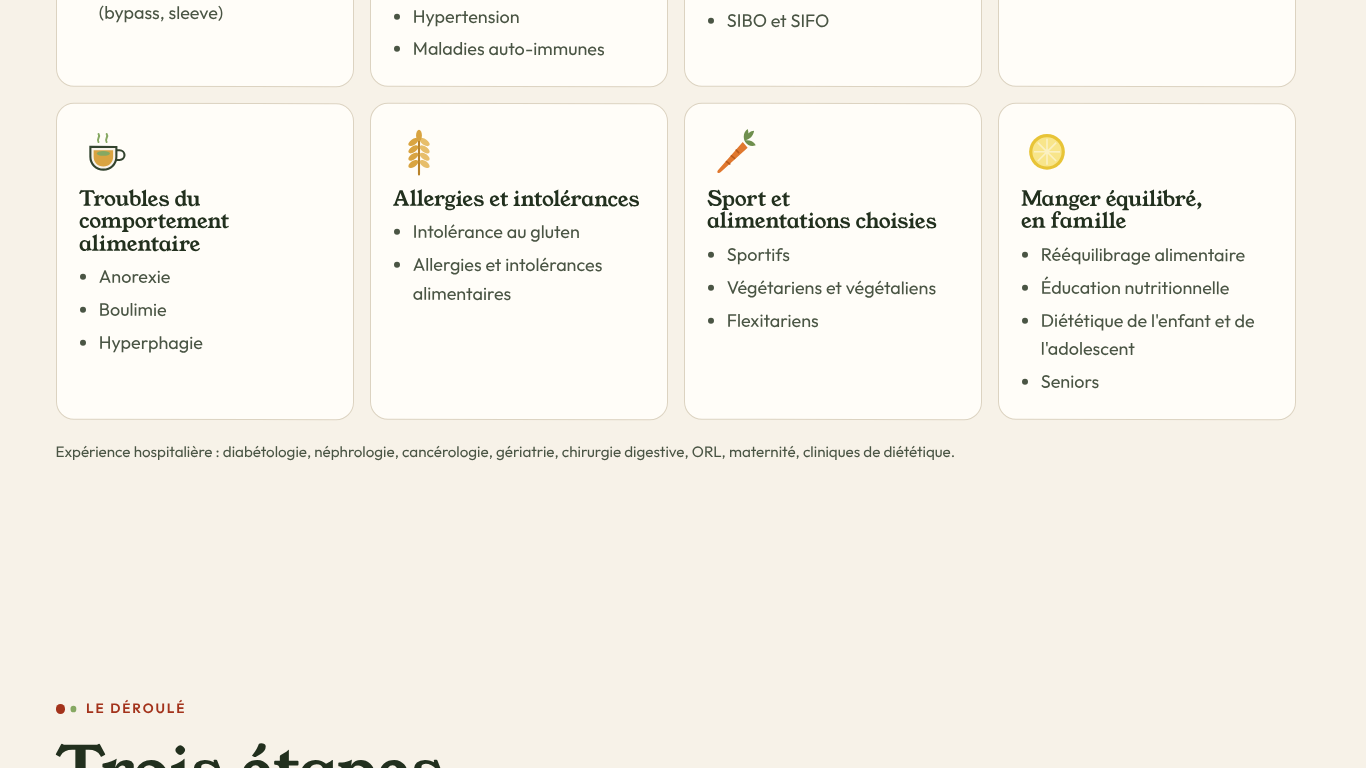 (bypass, sleeve)
Hypertension
Maladies auto-immunes
SIBO et SIFO
Troubles du
comportement
alimentaire
Anorexie
Boulimie
Hyperphagie
Allergies et intolérances
Intolérance au gluten
Allergies et intolérances
alimentaires
Sport et
alimentations choisies
Sportifs
Végétariens et végétaliens
Flexitariens
Manger équilibré,
en famille
Rééquilibrage alimentaire
Éducation nutritionnelle
Diététique de l'enfant et de
l'adolescent
Seniors
Expérience hospitalière : diabétologie, néphrologie, cancérologie, gériatrie, chirurgie digestive, ORL, maternité, cliniques de diététique.
LE DÉROULÉ
Trois étapes